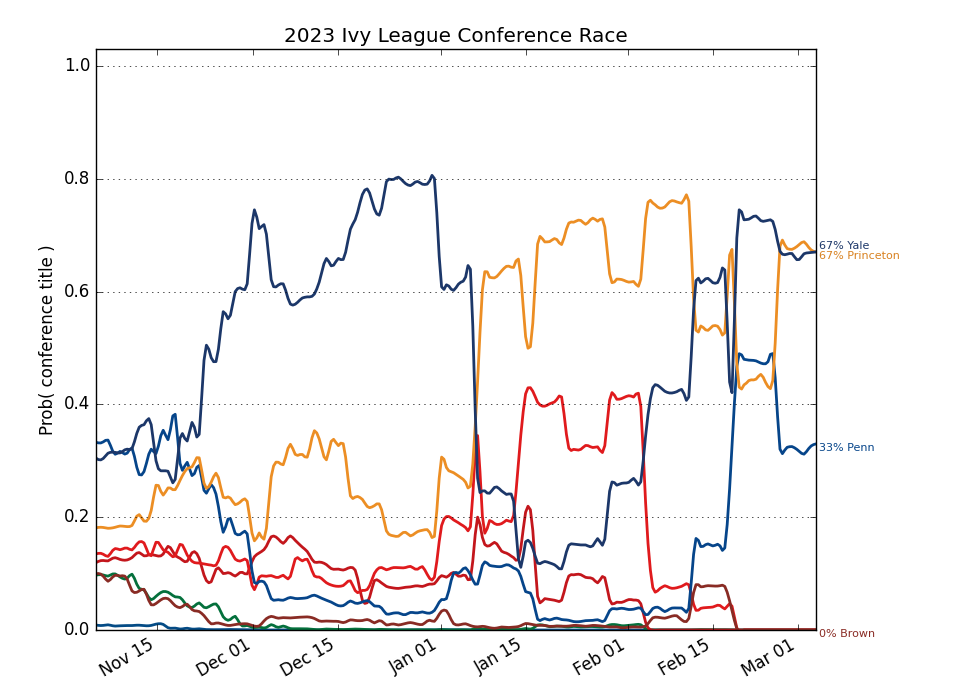 2023 Ivy League Conference Race
Prob( conference title )
1.0
0.8
0.6
0.4
0.2
0.0
67% Yale
67% Princeton
33% Penn
0% Brown
Nov 15
Dec 01
Dec 15
Jan 01
Jan 15
Feb 01
Feb 15
Mar 01